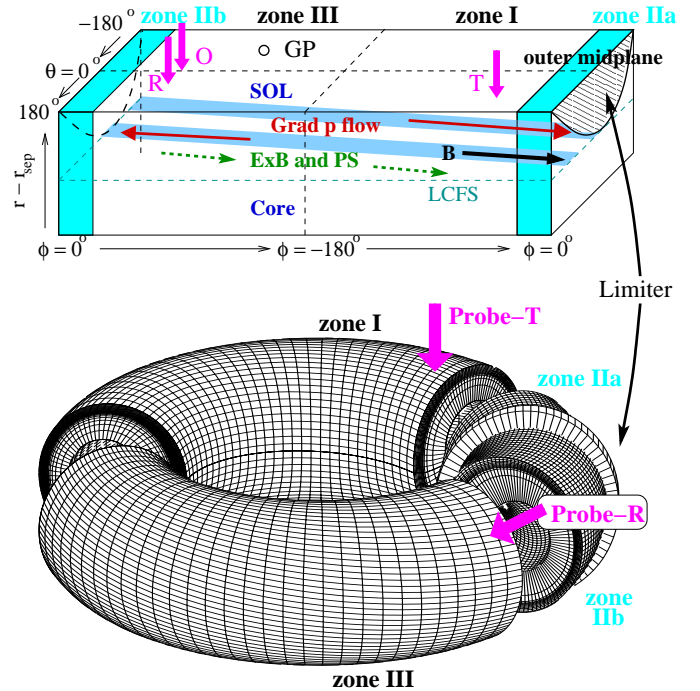 zone IIb zone III zone I zone IIa
−180°
O GP
θ = 0° R T outer midplane
SOL
180° Grad p flow
B
ExB and PS
r − r_sep LCFS
Core
ϕ = 0° ϕ = −180° ϕ = 0°
Limiter
zone I Probe−T
zone IIa
Probe−R
zone
IIb
zone III